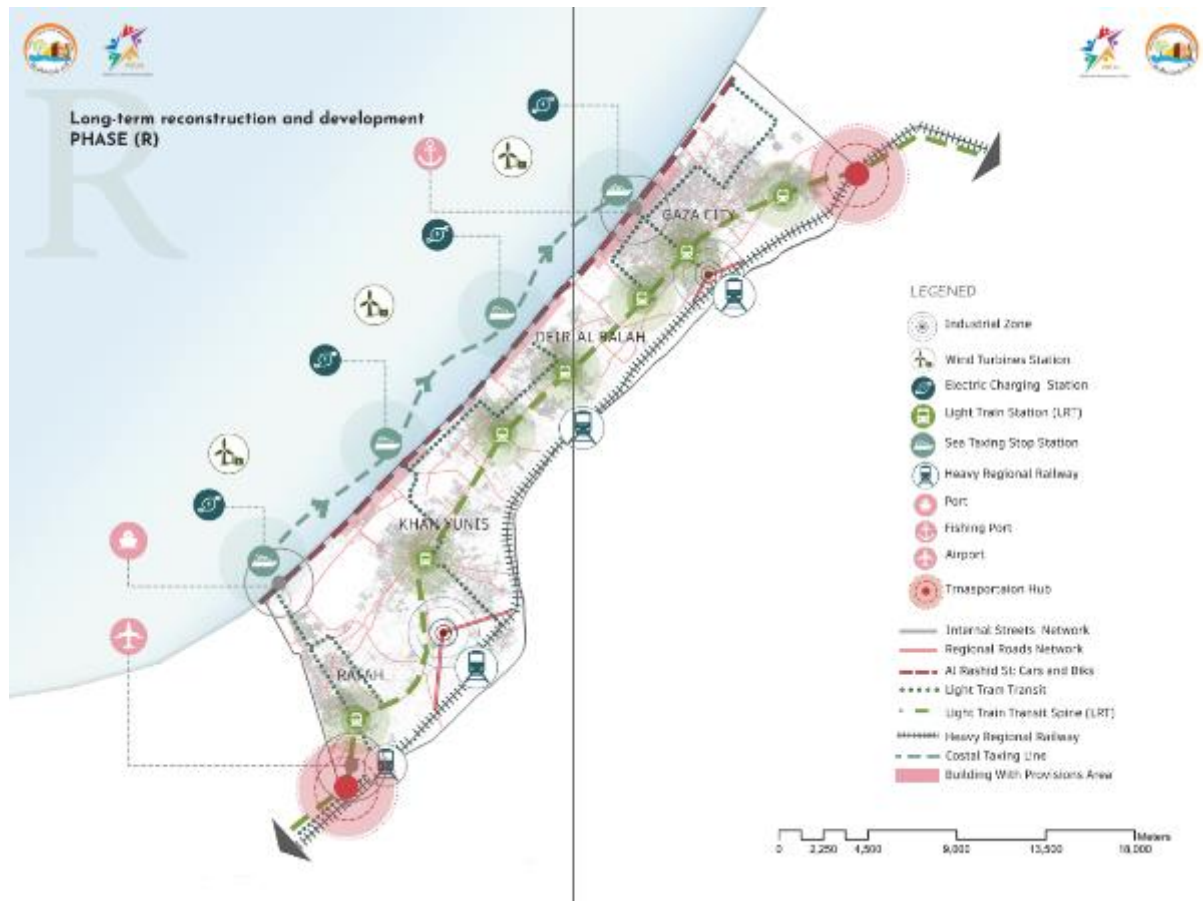 Long-term reconstruction and development
PHASE (R)
R
GAZA CITY
DEIR AL BALAH
KHAN YUNIS
RAFAH
LEGENED
Industrial Zone
Wind Turbines Station
Electric Charging Station
Light Train Station (LRT)
Sea Taxing Stop Station
Heavy Regional Railway
Port
Fishing Port
Airport
Trnasportaion Hub
Internal Streets Network
Regional Roads Network
Al Rashid St: Cars and Biks
Light Tram Transit
Light Train Transit Spine (LRT)
Heavy Regional Railway
Costal Taxing Line
Building With Provisions Area
Meters
0 2,250 4,500 9,000 13,500 18,000